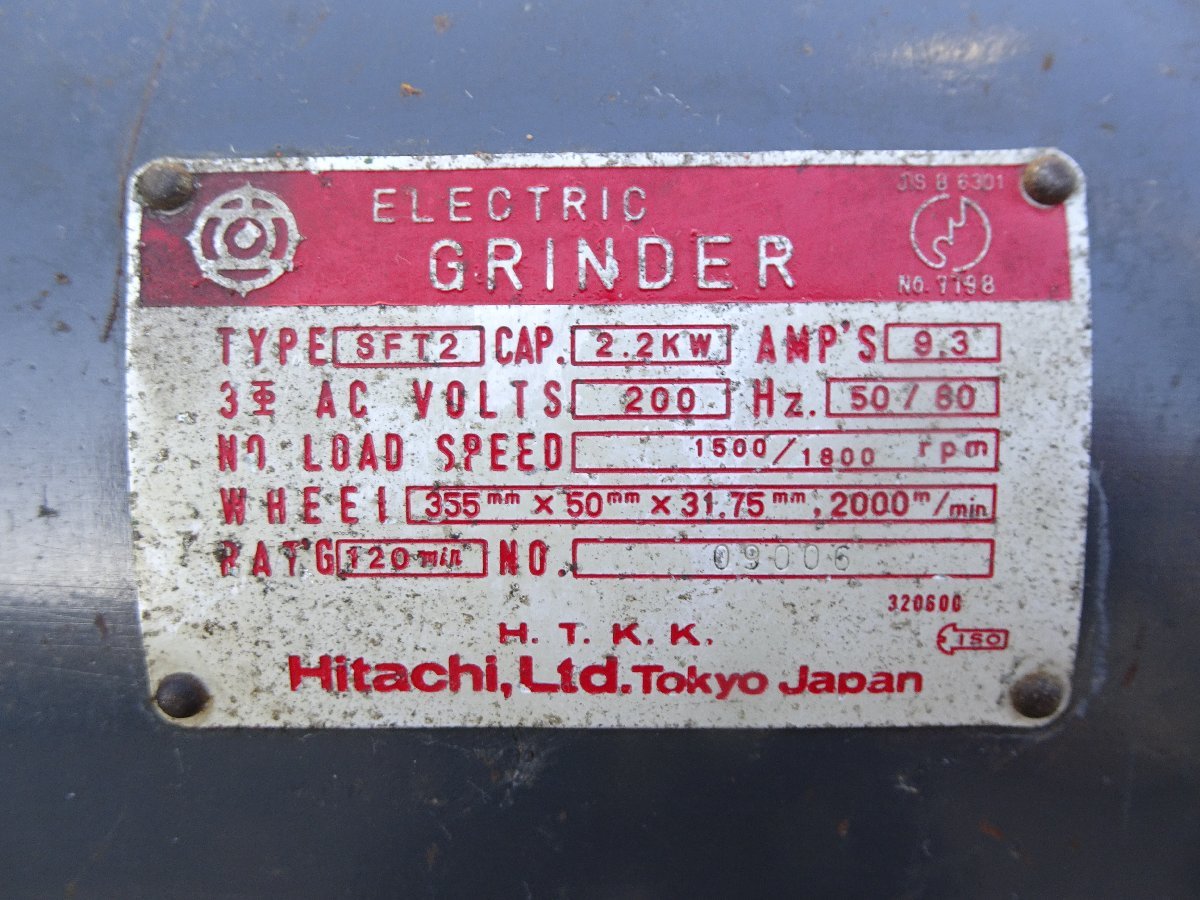 ELECTRIC
GRINDER
JIS B 6301
NO. 7198
TYPE SFT2 CAP. 2.2KW AMP'S 9.3
3Φ AC VOLTS 200 Hz. 50/60
NO LOAD SPEED 1500/1800 rpm
WHEEL 355mm × 50mm × 31.75mm, 2000m/min
RAT'G 120min NO. 09006
320600
ISO
H. T. K. K.
Hitachi, Ltd. Tokyo Japan